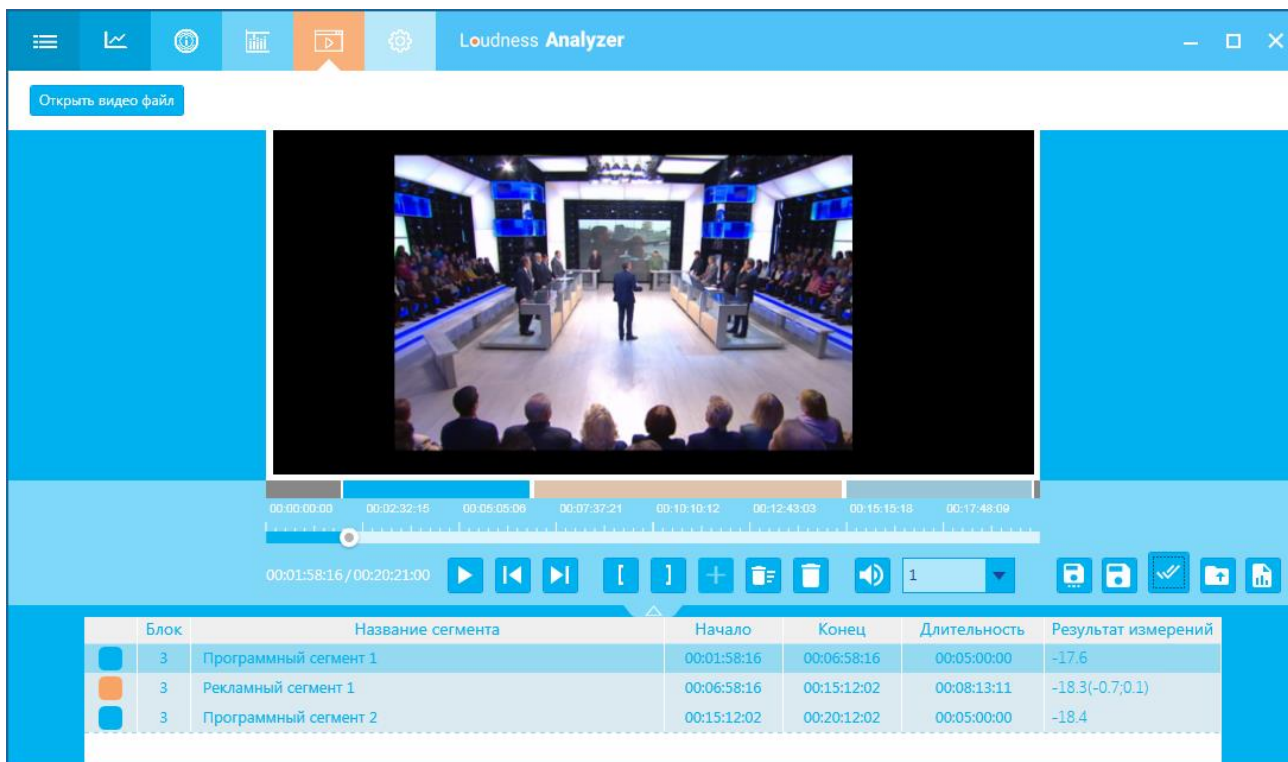 Loudness Analyzer
Открыть видео файл
00:00:00:00 00:02:32:15 00:05:05:06 00:07:37:21 00:10:10:12 00:12:43:03 00:15:15:18 00:17:48:09
00:01:58:16 / 00:20:21:00 [ ] 1
Блок Название сегмента Начало Конец Длительность Результат измерений
3 Программный сегмент 1 00:01:58:16 00:06:58:16 00:05:00:00 -17.6
3 Рекламный сегмент 1 00:06:58:16 00:15:12:02 00:08:13:11 -18.3(-0.7;0.1)
3 Программный сегмент 2 00:15:12:02 00:20:12:02 00:05:00:00 -18.4